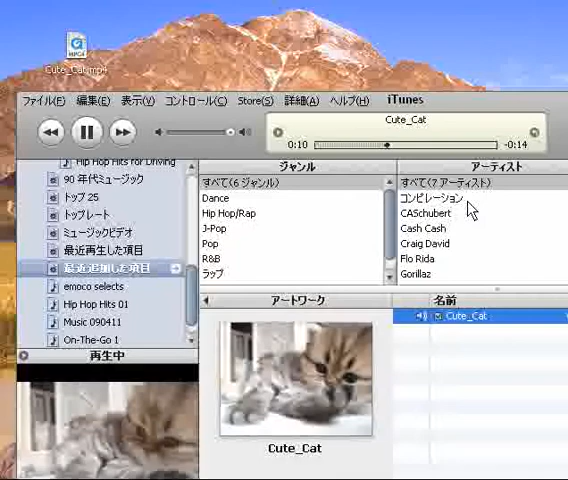 MPC4
Cute_Cat.mp4
ファイル(F) 編集(E) 表示(V) コントロール(C) Store(S) 詳細(A) ヘルプ(H) iTunes
Cute_Cat
0:10 -0:14
Hip Hop Hits for Driving
90 年代ミュージック
トップ 25
トップレート
ミュージックビデオ
最近再生した項目
最近追加した項目
emoco selects
Hip Hop Hits 01
Music 090411
On-The-Go 1
再生中
ジャンル
すべて(6 ジャンル)
Dance
Hip Hop/Rap
J-Pop
Pop
R&B
ラップ
アーティスト
すべて(7 アーティスト)
コンピレーション
CASchubert
Cash Cash
Craig David
Flo Rida
Gorillaz
アートワーク
Cute_Cat
名前
Cute_Cat